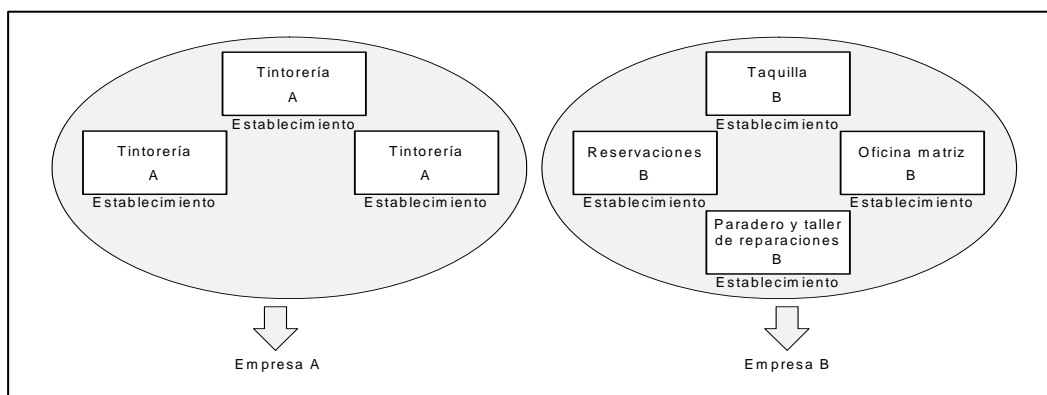 Tintorería
A
Establecimiento
Tintorería
A
Establecimiento
Tintorería
A
Establecimiento
Empresa A
Taquilla
B
Establecimiento
Reservaciones
B
Establecimiento
Oficina matriz
B
Establecimiento
Paradero y taller
de reparaciones
B
Establecimiento
Empresa B